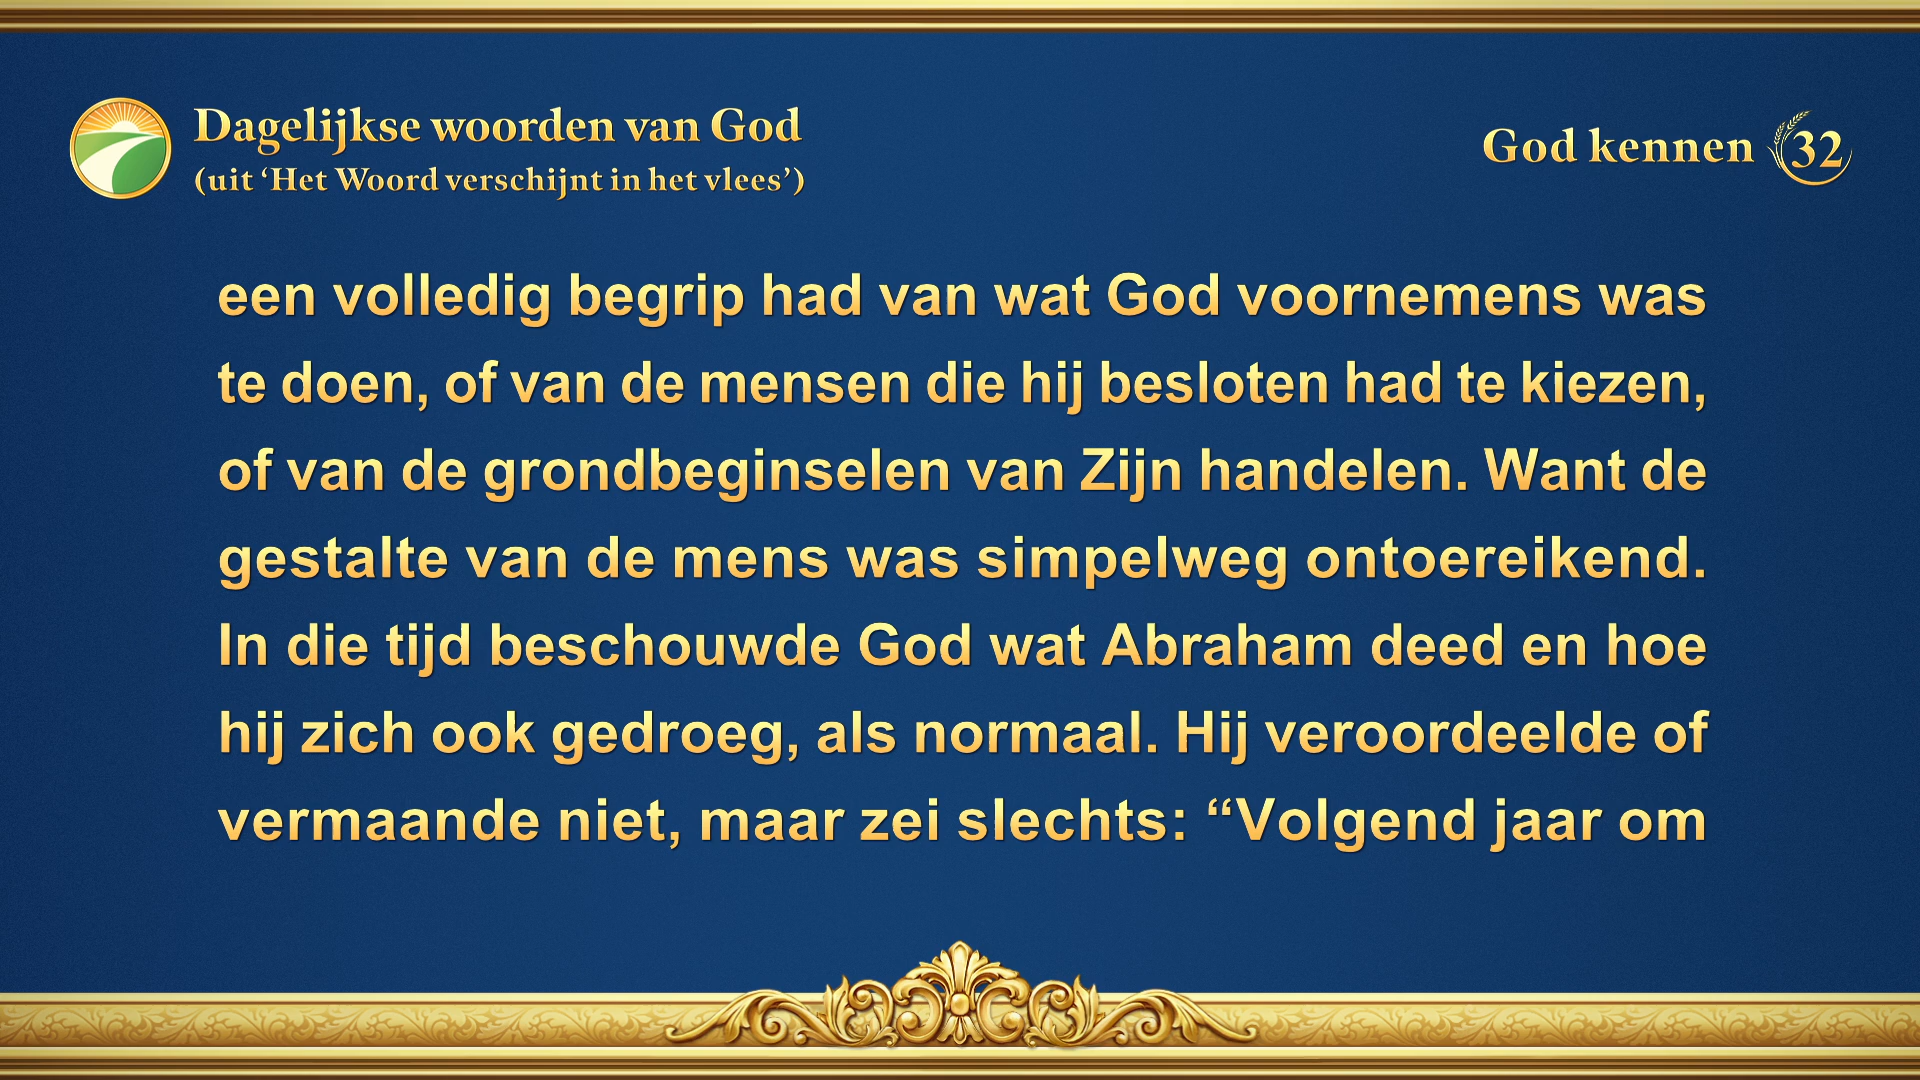 Dagelijkse woorden van God
(uit ‘Het Woord verschijnt in het vlees’)
God kennen 32
een volledig begrip had van wat God voornemens was
te doen, of van de mensen die hij besloten had te kiezen,
of van de grondbeginselen van Zijn handelen. Want de
gestalte van de mens was simpelweg ontoereikend.
In die tijd beschouwde God wat Abraham deed en hoe
hij zich ook gedroeg, als normaal. Hij veroordeelde of
vermaande niet, maar zei slechts: “Volgend jaar om